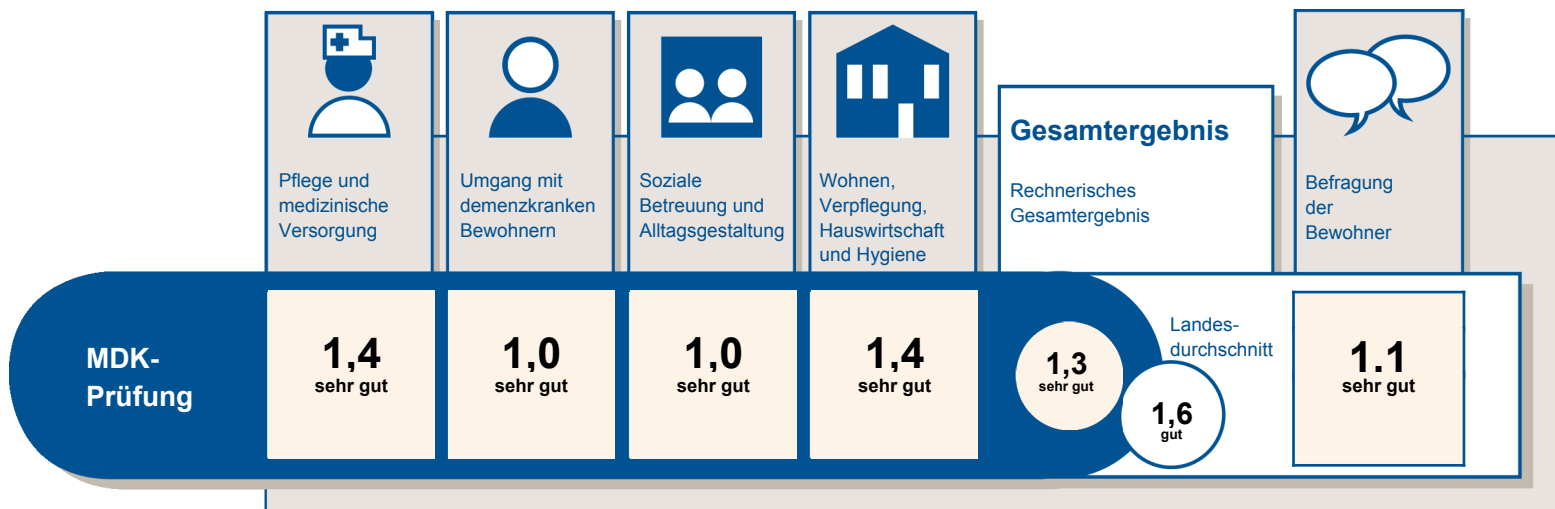 Pflege und
medizinische
Versorgung
Umgang mit
demenzkranken
Bewohnern
Soziale
Betreuung und
Alltagsgestaltung
Wohnen,
Verpflegung,
Hauswirtschaft
und Hygiene
Gesamtergebnis
Rechnerisches
Gesamtergebnis
Befragung
der
Bewohner
MDK-
Prüfung
1,4
sehr gut
1,0
sehr gut
1,0
sehr gut
1,4
sehr gut
1,3
sehr gut
Landes-
durchschnitt
1,6
gut
1.1
sehr gut